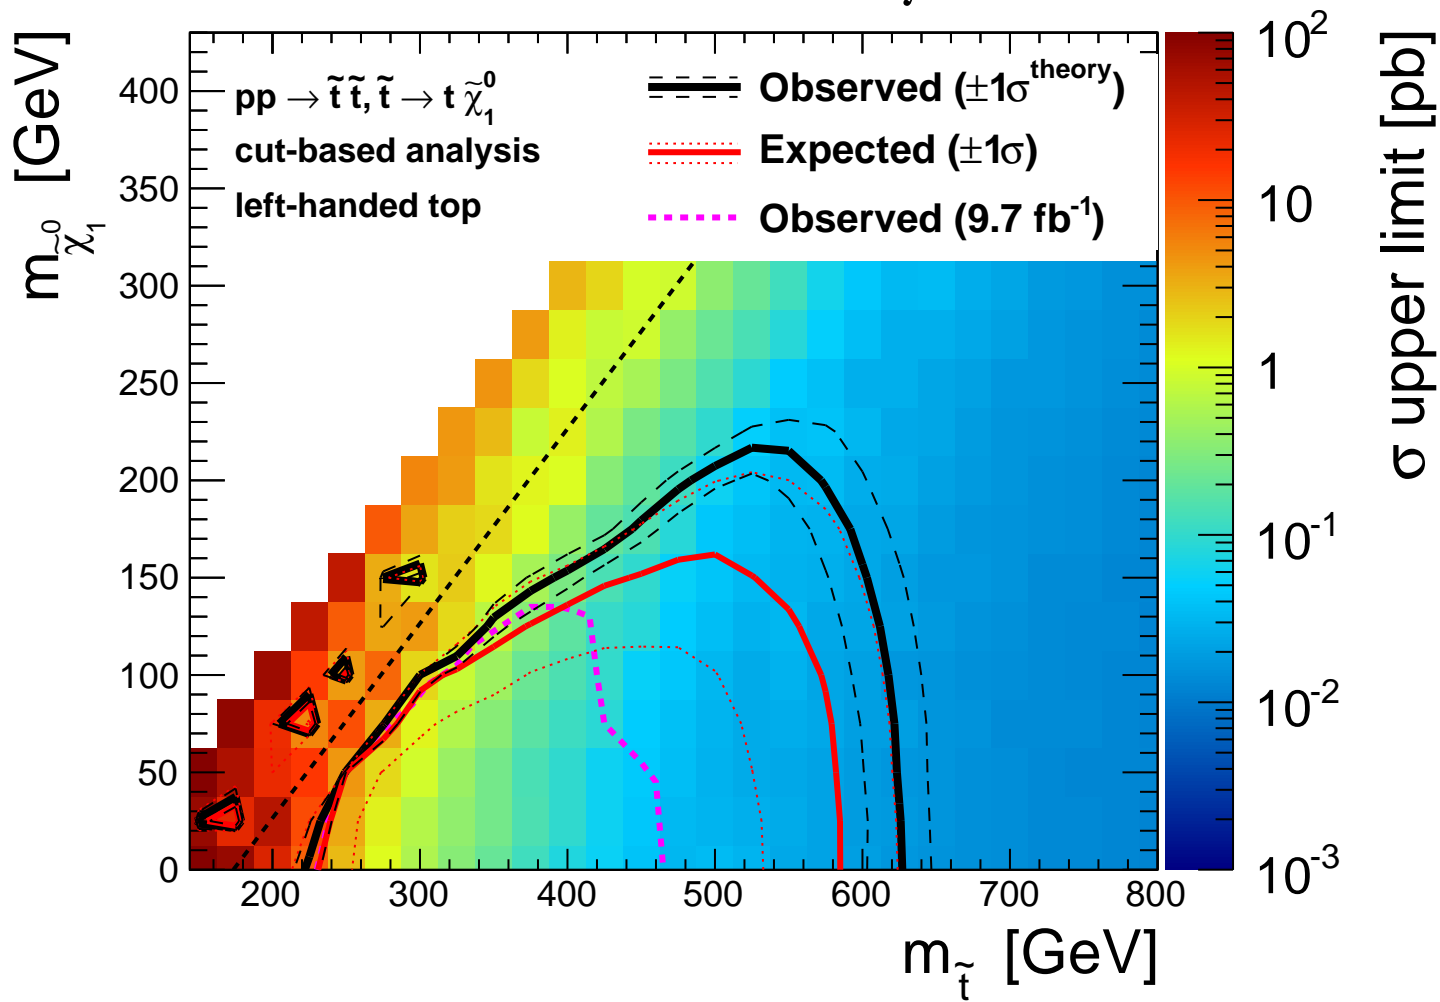 m_χ̃₁⁰ [GeV]
400
350
300
250
200
150
100
50
0
pp → t̃ t̃, t̃ → t χ̃₁⁰
cut-based analysis
left-handed top
Observed (±1σ^theory)
Expected (±1σ)
Observed (9.7 fb⁻¹)
200 300 400 500 600 700 800
m_t̃ [GeV]
10²
10
1
10⁻¹
10⁻²
10⁻³
σ upper limit [pb]